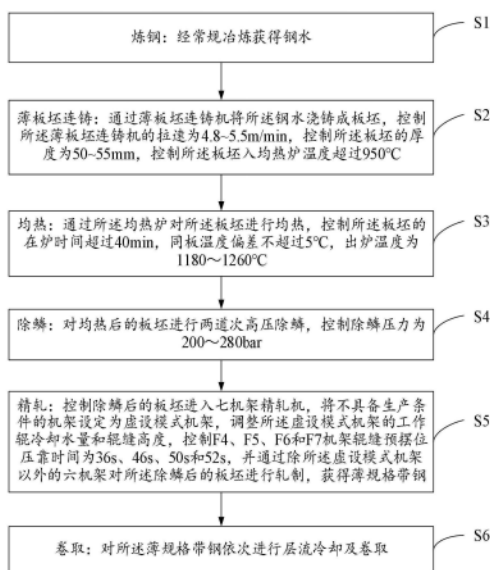 炼钢：经常规冶炼获得钢水
S1
薄板坯连铸：通过薄板坯连铸机将所述钢水浇铸成板坯，控制
所述薄板坯连铸机的拉速为4.8~5.5m/min，控制所述板坯的厚
度为50~55mm，控制所述板坯入均热炉温度超过950℃
S2
均热：通过所述均热炉对所述板坯进行均热，控制所述板坯的
在炉时间超过40min，同板温度偏差不超过5℃，出炉温度为
1180～1260℃
S3
除鳞：对均热后的板坯进行两道次高压除鳞，控制除鳞压力为
200～280bar
S4
精轧：控制除鳞后的板坯进入七机架精轧机，将不具备生产条
件的机架设定为虚设模式机架，调整所述虚设模式机架的工作
辊冷却水量和辊缝高度，控制F4、F5、F6和F7机架辊缝预摆位
压靠时间为36s、46s、50s和52s，并通过除所述虚设模式机架
以外的六机架对所述除鳞后的板坯进行轧制，获得薄规格带钢
S5
卷取：对所述薄规格带钢依次进行层流冷却及卷取
S6